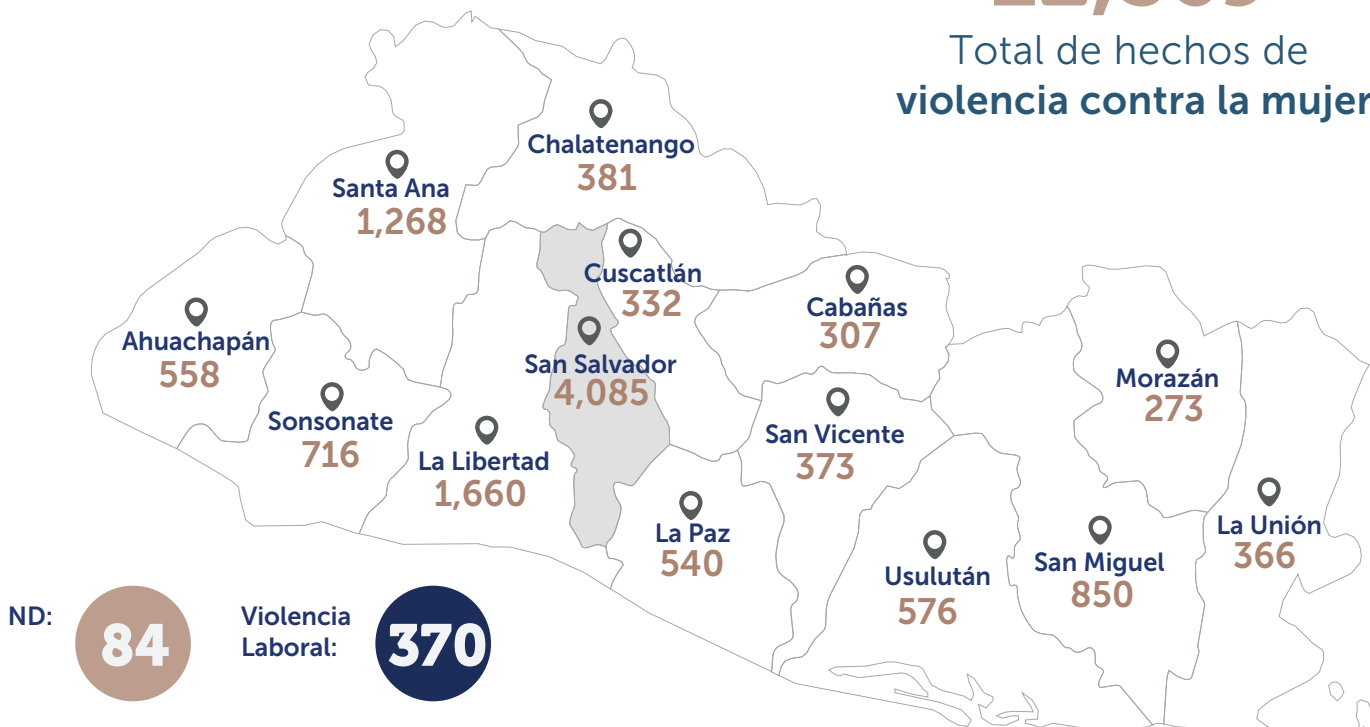 Total de hechos de
violencia contra la mujer
Chalatenango
381
Santa Ana
1,268
Cuscatlán
332
Cabañas
307
Ahuachapán
558
San Salvador
4,085
Morazán
273
Sonsonate
716
San Vicente
373
La Libertad
1,660
La Paz
540
La Unión
366
Usulután
576
San Miguel
850
ND:
84
Violencia
Laboral:
370